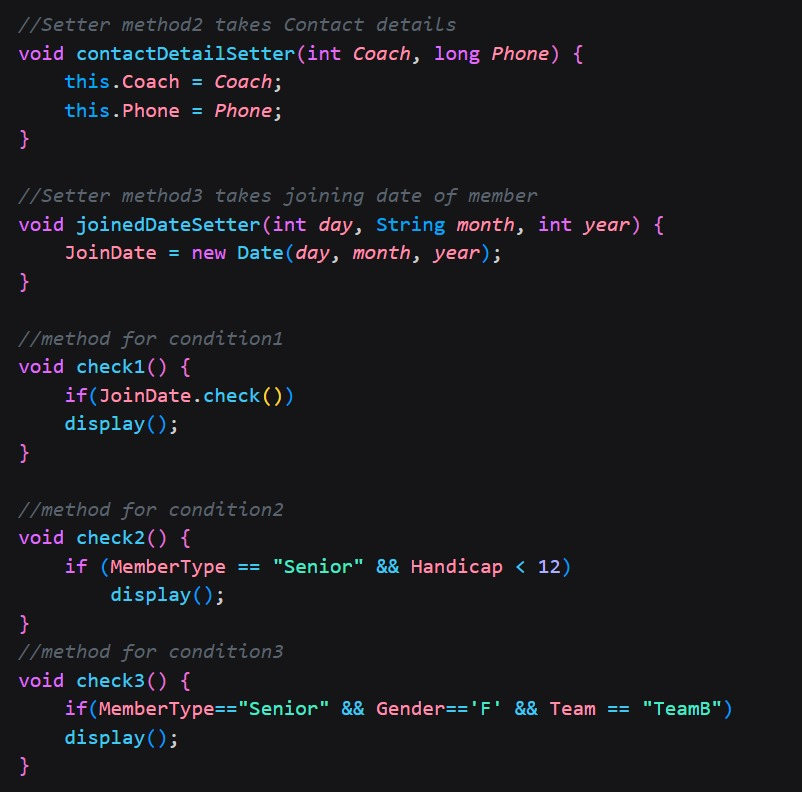 //Setter method2 takes Contact details
void contactDetailSetter(int Coach, long Phone) {
    this.Coach = Coach;
    this.Phone = Phone;
}

//Setter method3 takes joining date of member
void joinedDateSetter(int day, String month, int year) {
    JoinDate = new Date(day, month, year);
}

//method for condition1
void check1() {
    if(JoinDate.check())
    display();
}

//method for condition2
void check2() {
    if (MemberType == "Senior" && Handicap < 12)
        display();
}
//method for condition3
void check3() {
    if(MemberType=="Senior" && Gender=='F' && Team == "TeamB")
    display();
}